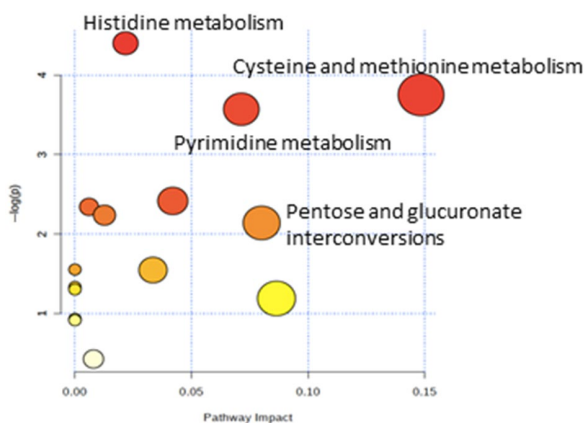 Histidine metabolism
Cysteine and methionine metabolism
4
Pyrimidine metabolism
3
−log(p)
Pentose and glucuronate
interconversions
2
1
0.00 0.05 0.10 0.15
Pathway Impact